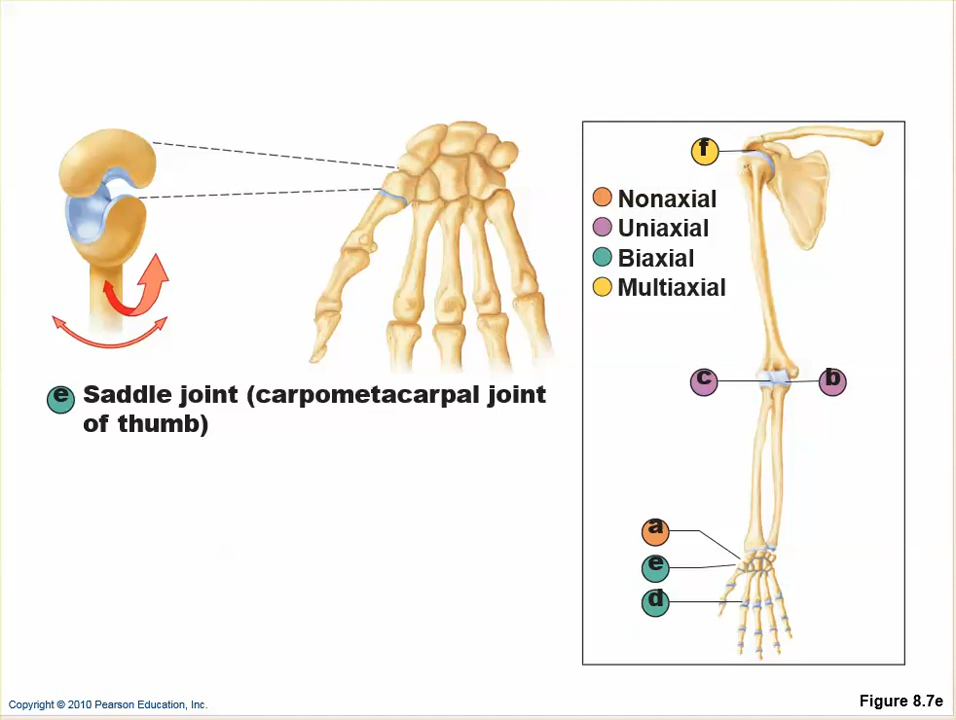 f
Nonaxial
Uniaxial
Biaxial
Multiaxial
c
b
e Saddle joint (carpometacarpal joint
of thumb)
a
e
d
Copyright © 2010 Pearson Education, Inc.
Figure 8.7e